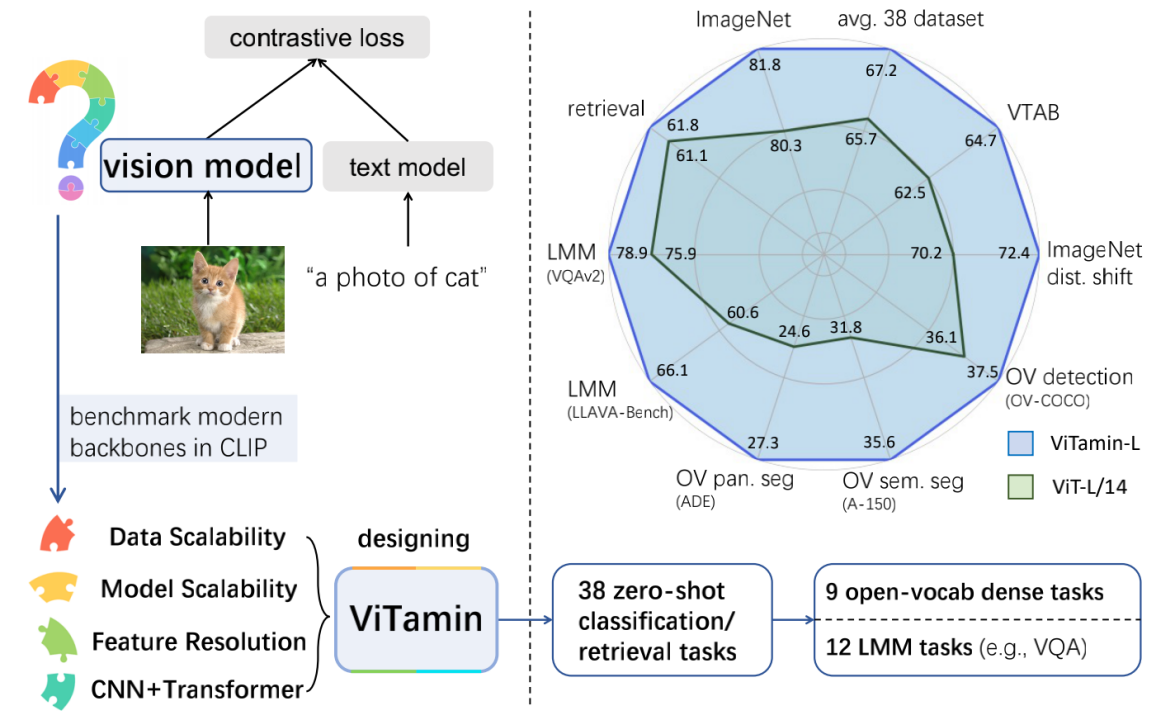 contrastive loss
vision model
text model
“a photo of cat”
benchmark modern
backbones in CLIP
Data Scalability
Model Scalability
Feature Resolution
CNN+Transformer
designing
ViTamin
ImageNet
avg. 38 dataset
81.8
67.2
retrieval
61.8
61.1
80.3
65.7
VTAB
64.7
62.5
LMM
(VQAv2)
78.9
75.9
70.2
72.4
ImageNet
dist. shift
60.6
24.6
31.8
36.1
66.1
37.5
LMM
(LLAVA-Bench)
OV detection
(OV-COCO)
27.3
35.6
OV pan. seg
(ADE)
OV sem. seg
(A-150)
ViTamin-L
ViT-L/14
38 zero-shot
classification/
retrieval tasks
9 open-vocab dense tasks
12 LMM tasks (e.g., VQA)